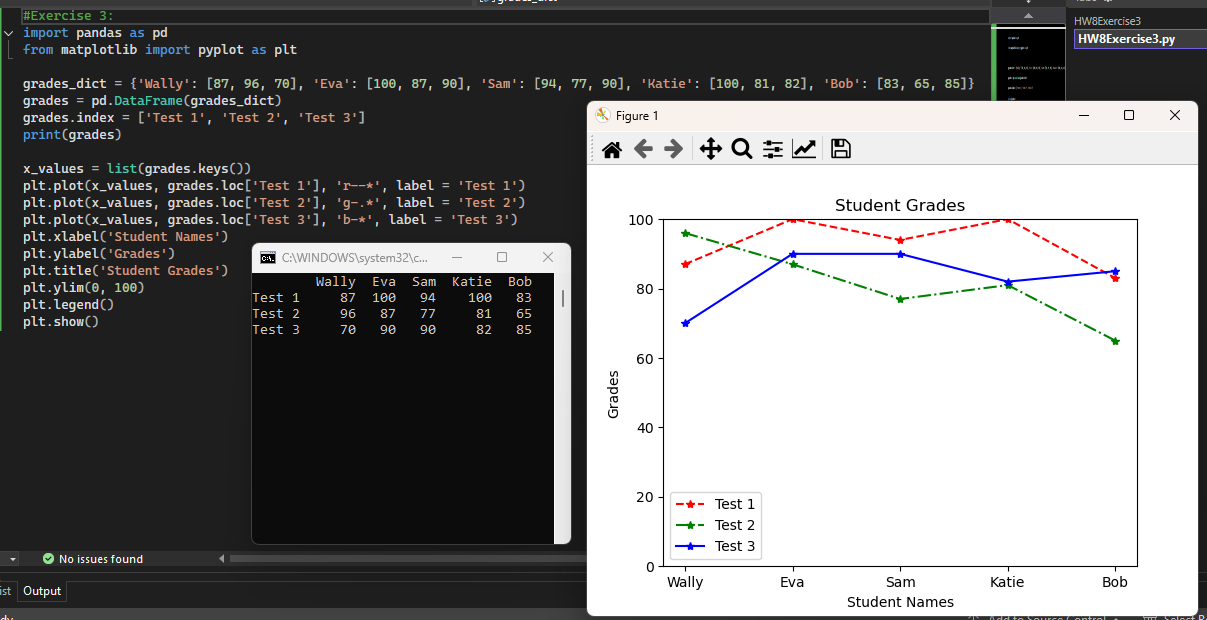 #Exercise 3:
import pandas as pd
from matplotlib import pyplot as plt
grades_dict = {'Wally': [87, 96, 70], 'Eva': [100, 87, 90], 'Sam': [94, 77, 90], 'Katie': [100, 81, 82], 'Bob': [83, 65, 85]}
grades = pd.DataFrame(grades_dict)
grades.index = ['Test 1', 'Test 2', 'Test 3']
print(grades)
x_values = list(grades.keys())
plt.plot(x_values, grades.loc['Test 1'], 'r--*', label = 'Test 1')
plt.plot(x_values, grades.loc['Test 2'], 'g-.*', label = 'Test 2')
plt.plot(x_values, grades.loc['Test 3'], 'b-*', label = 'Test 3')
plt.xlabel('Student Names')
plt.ylabel('Grades')
plt.title('Student Grades')
plt.ylim(0, 100)
plt.legend()
plt.show()
C:\WINDOWS\system32\c...
Wally Eva Sam Katie Bob
Test 1 87 100 94 100 83
Test 2 96 87 77 81 65
Test 3 70 90 90 82 85
No issues found
Output
HW8Exercise3
HW8Exercise3.py
Figure 1
Student Grades
100
80
60
40
20
0
Grades
Test 1
Test 2
Test 3
Wally Eva Sam Katie Bob
Student Names